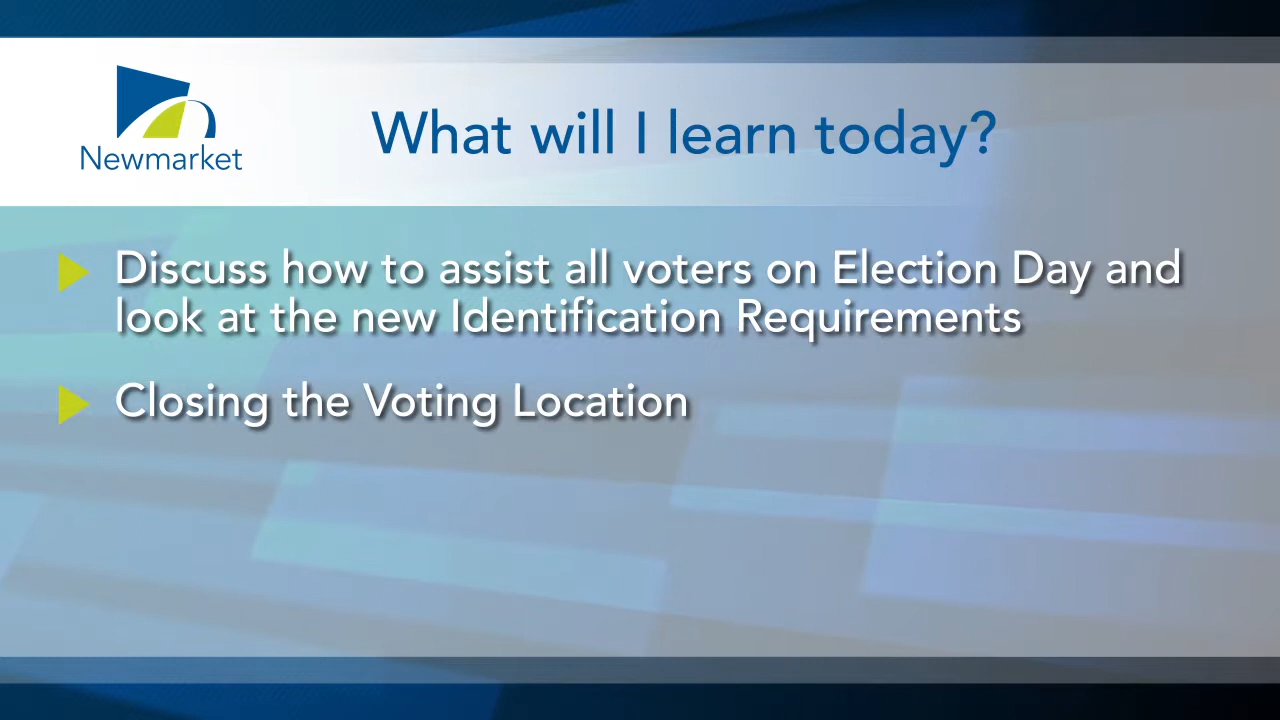 Newmarket
What will I learn today?
Discuss how to assist all voters on Election Day and
look at the new Identification Requirements
Closing the Voting Location